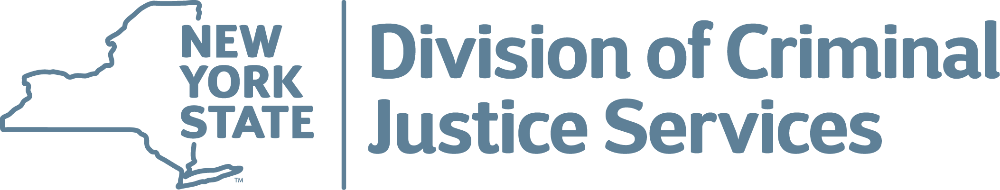 NEW
YORK
STATE
™
Division of Criminal
Justice Services